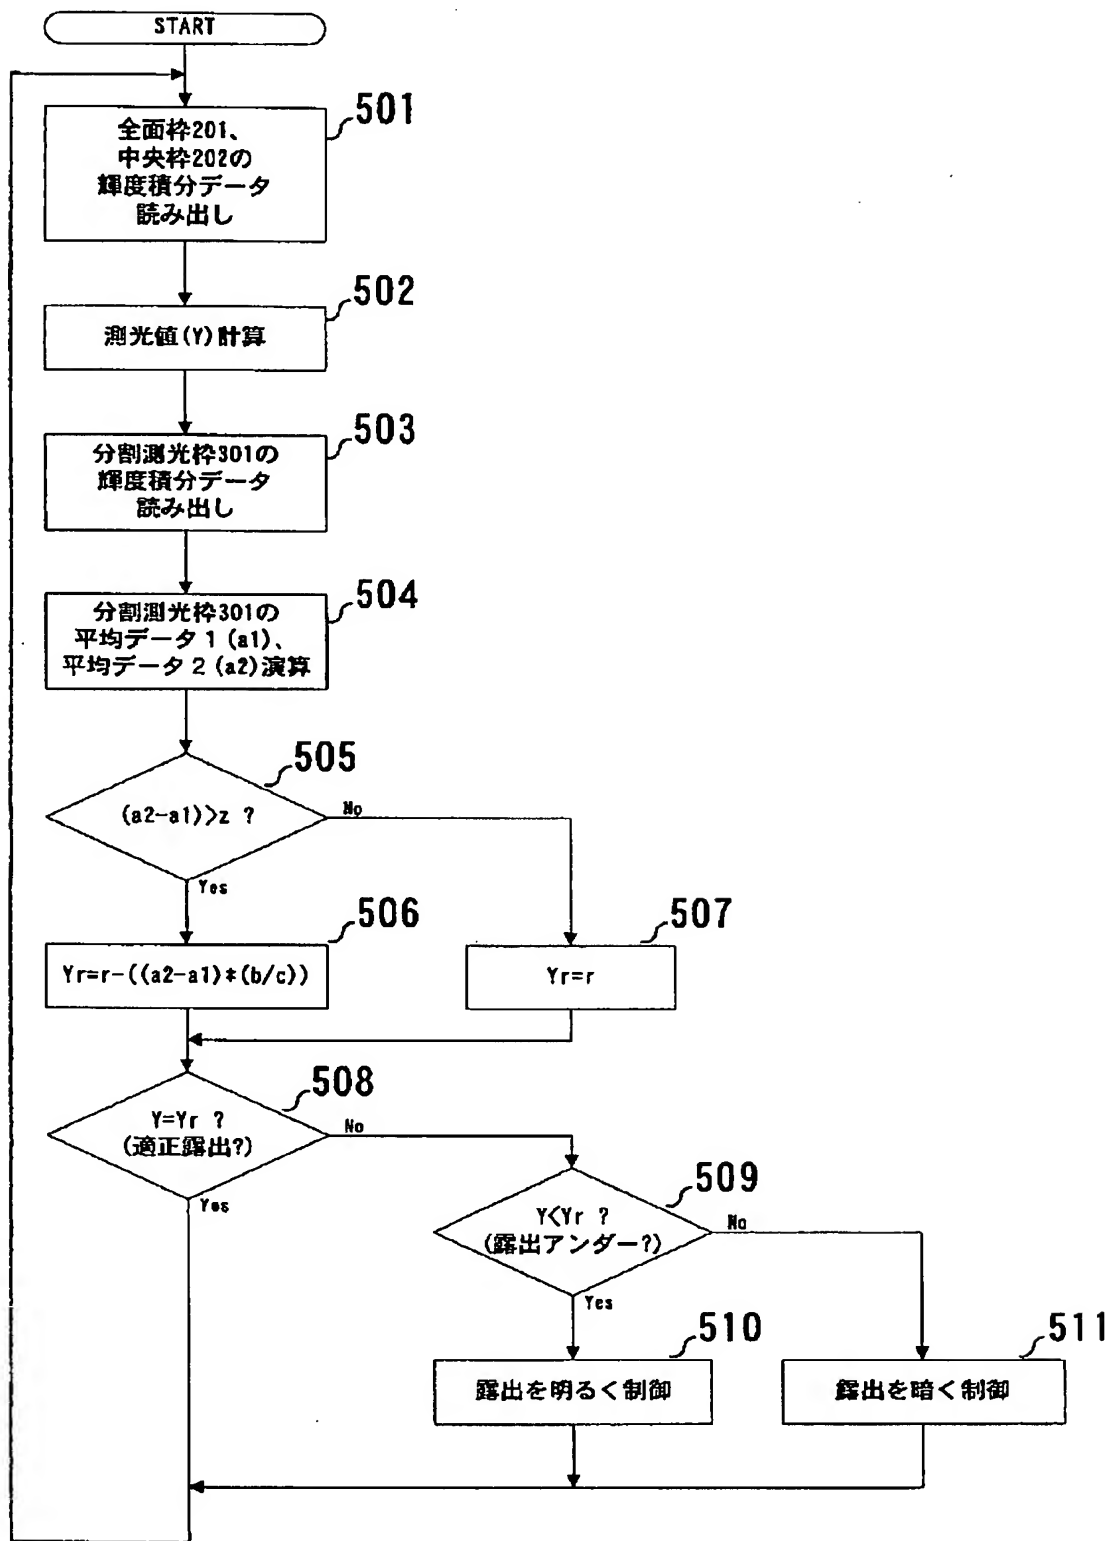 START
501
全面枠201、
中央枠202の
輝度積分データ
読み出し
502
測光値(Y)計算
503
分割測光枠301の
輝度積分データ
読み出し
504
分割測光枠301の
平均データ1(a1)、
平均データ2(a2)演算
505
(a2-a1)>z ?
No
Yes
506
Yr=r-((a2-a1)*(b/c))
507
Yr=r
508
Y=Yr ?
(適正露出?)
No
Yes
509
Y<Yr ?
(露出アンダー?)
No
Yes
510
露出を明るく制御
511
露出を暗く制御